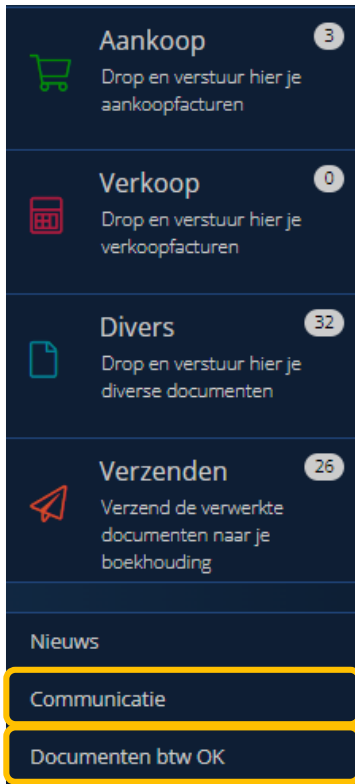 Aankoop 3
Drop en verstuur hier je
aankoopfacturen
Verkoop 0
Drop en verstuur hier je
verkoopfacturen
Divers 32
Drop en verstuur hier je
diverse documenten
Verzenden 26
Verzend de verwerkte
documenten naar je
boekhouding
Nieuws
Communicatie
Documenten btw OK